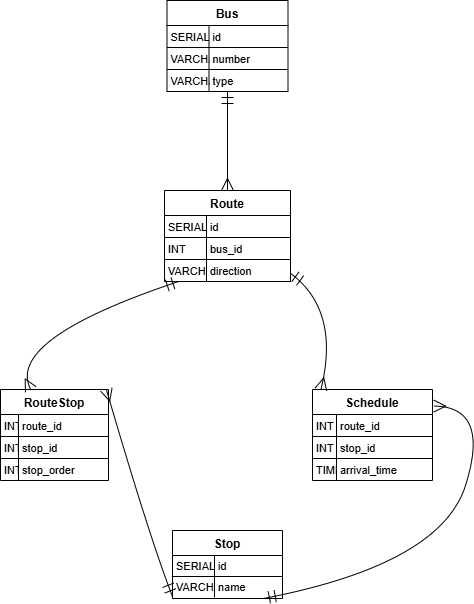 Bus
SERIAL id
VARCH number
VARCH type
Route
SERIAL id
INT bus_id
VARCH direction
RouteStop
INT route_id
INT stop_id
INT stop_order
Schedule
INT route_id
INT stop_id
TIM arrival_time
Stop
SERIAL id
VARCH name